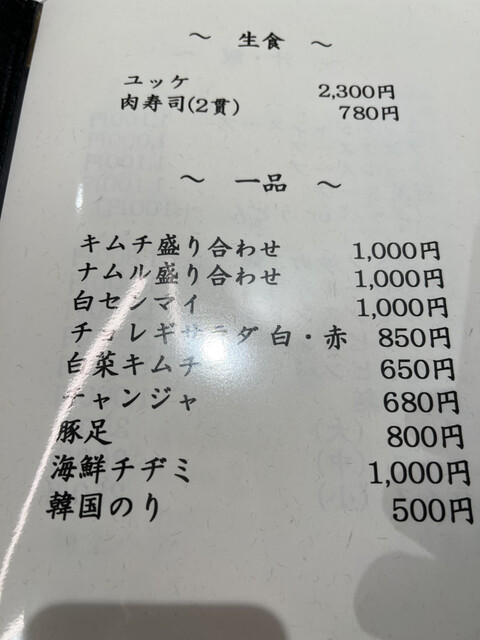 ～ 生食 ～
ユッケ 2,300円
肉寿司(2貫) 780円
～ 一品 ～
キムチ盛り合わせ 1,000円
ナムル盛り合わせ 1,000円
白センマイ 1,000円
チョレギサラダ 白・赤 850円
白菜キムチ 650円
チャンジャ 680円
豚足 800円
海鮮チヂミ 1,000円
韓国のり 500円